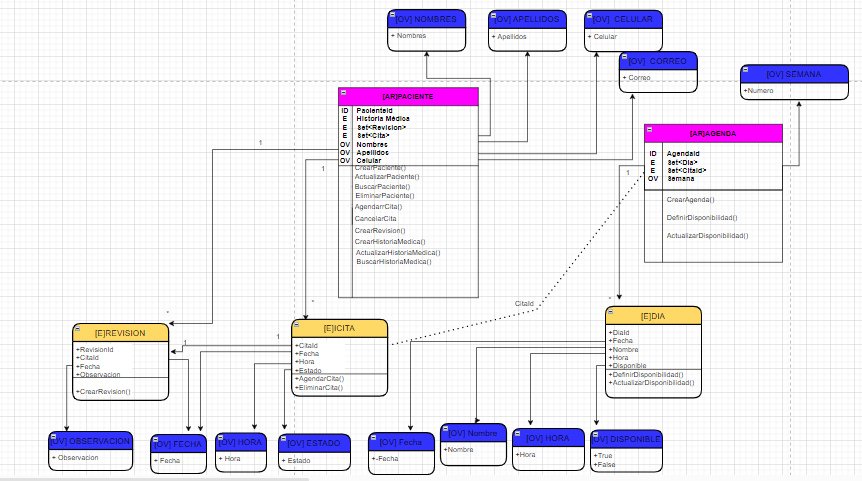 [OV] NOMBRES
+ Nombres
[OV] APELLIDOS
+ Apellidos
[OV] CELULAR
+ Celular
[OV] CORREO
+ Correo
[OV] SEMANA
+Numero
[AR]PACIENTE
ID PacienteId
E Historia Médica
E Set<Revision>
E Set<Cita>
OV Nombres
OV Apellidos
OV Celular
CrearPaciente()
ActualizarPaciente()
BuscarPaciente()
EliminarPaciente()
AgendarrCita()
CancelarCita
CrearRevision()
CrearHistoriaMedica()
ActualizarHistoriaMedica()
BuscarHistoriaMedica()
[AR]AGENDA
ID AgendaId
E Set<Dia>
E Set<CitaId>
OV Semana
CrearAgenda()
DefinirDisponibilidad()
ActualizarDisponibilidad()
1
1
1
*
*
*
CitaId
1
1
[E]REVISION
+RevisionId
+CitaId
+Fecha
+Observacion
+CrearRevision()
[E]ICITA
+CitaId
+Fecha
+Hora
+Estado
+AgendarCita()
+EliminarCita()
[E]DIA
+DiaId
+Fecha
+Nombre
+Hora
+Disponible
+DefinirDisponibilidad()
+ActualizarDisponibilidad()
[OV] OBSERVACION
+ Observacion
[OV] FECHA
+ Fecha
[OV] HORA
+ Hora
[OV] ESTADO
+ Estado
[OV] Fecha
+-Fecha
[OV] Nombre
+Nombre
[OV] HORA
+Hora
[OV] DISPONIBLE
+True
+False